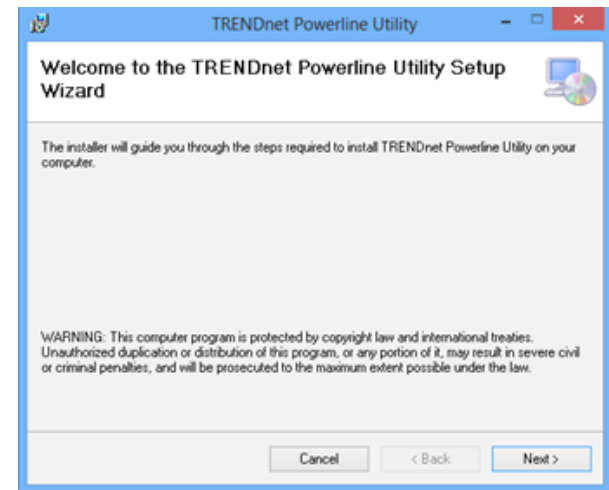 TRENDnet Powerline Utility
Welcome to the TRENDnet Powerline Utility Setup
Wizard
The installer will guide you through the steps required to install TRENDnet Powerline Utility on your
computer.
WARNING: This computer program is protected by copyright law and international treaties.
Unauthorized duplication or distribution of this program, or any portion of it, may result in severe civil
or criminal penalties, and will be prosecuted to the maximum extent possible under the law.
Cancel
< Back
Next >